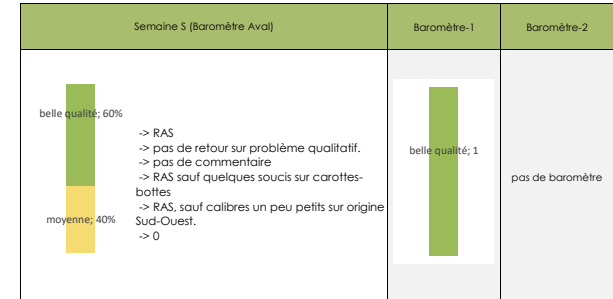 Semaine S (Baromètre Aval)
Baromètre-1
Baromètre-2
belle qualité; 60%
moyenne; 40%
-> RAS
-> pas de retour sur problème qualitatif.
-> pas de commentaire
-> RAS sauf quelques soucis sur carottes-
bottes
-> RAS, sauf calibres un peu petits sur origine
Sud-Ouest.
-> 0
belle qualité; 1
pas de baromètre